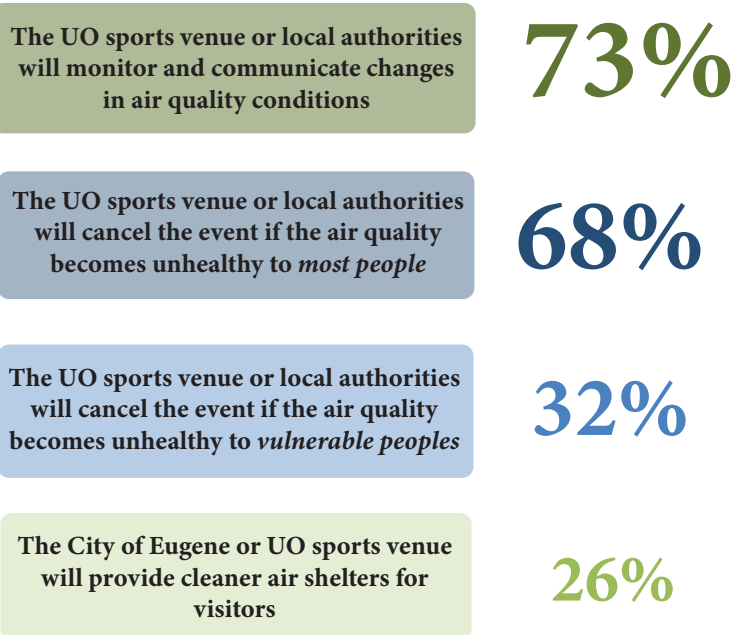 The UO sports venue or local authorities
will monitor and communicate changes
in air quality conditions
73%
The UO sports venue or local authorities
will cancel the event if the air quality
becomes unhealthy to most people
68%
The UO sports venue or local authorities
will cancel the event if the air quality
becomes unhealthy to vulnerable peoples
32%
The City of Eugene or UO sports venue
will provide cleaner air shelters for
visitors
26%